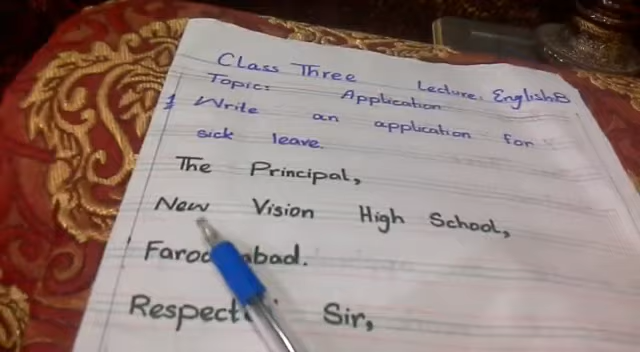 Class Three Lecture: English B
Topic: Application
1 Write an application for
sick leave.
The Principal,
New Vision High School,
Sir,